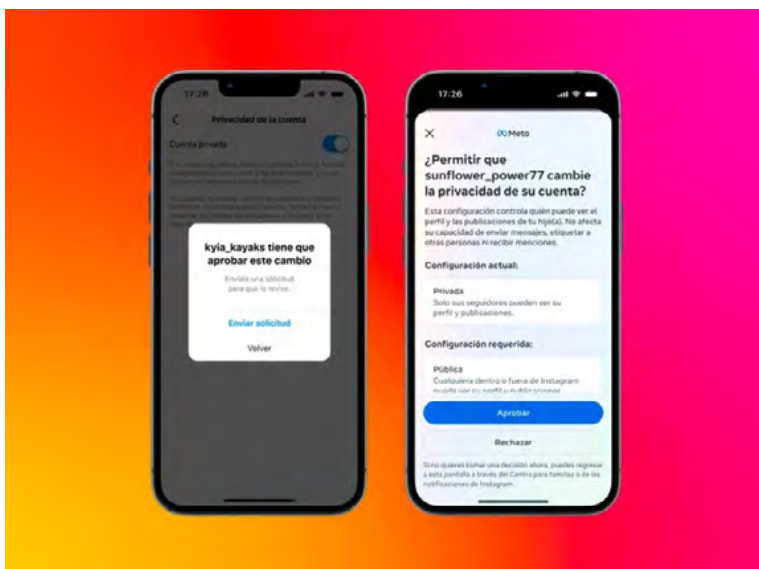 17:26
Privacidad de la cuenta
Cuenta privada
kyia_kayaks tiene que
aprobar este cambio
Envíale una solicitud
para que lo revise.
Enviar solicitud
Volver
17:26
Meta
¿Permitir que
sunflower_power77 cambie
la privacidad de su cuenta?
Esta configuración controla quién puede ver el
perfil y las publicaciones de tu hijo(a). No afecta
su capacidad de enviar mensajes, etiquetar a
otras personas ni recibir menciones.
Configuración actual:
Privada
Solo sus seguidores pueden ver su
perfil y publicaciones.
Configuración requerida:
Pública
Cualquiera dentro o fuera de Instagram
puede ver su perfil y publicaciones
Aprobar
Rechazar
Si no quieres tomar una decisión ahora, puedes regresar
a esta pantalla a través del Centro para familias o de las
notificaciones de Instagram.